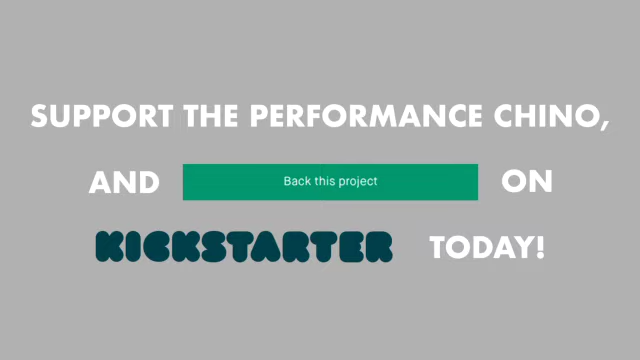 SUPPORT THE PERFORMANCE CHINO,
AND Back this project ON
KICKSTARTER TODAY!